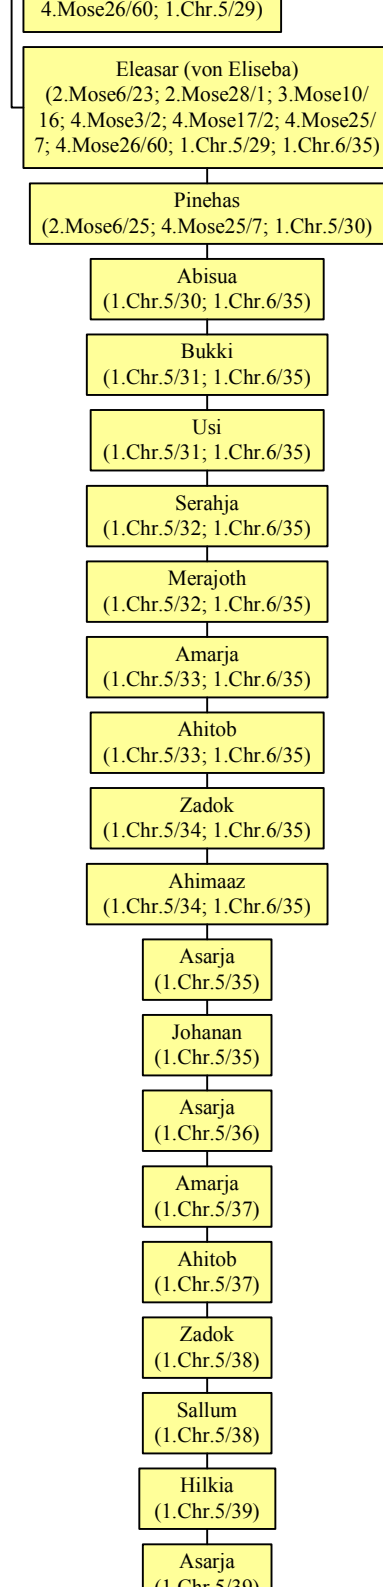 4.Mose26/60; 1.Chr.5/29)
Eleasar (von Eliseba)
(2.Mose6/23; 2.Mose28/1; 3.Mose10/
16; 4.Mose3/2; 4.Mose17/2; 4.Mose25/
7; 4.Mose26/60; 1.Chr.5/29; 1.Chr.6/35)
Pinehas
(2.Mose6/25; 4.Mose25/7; 1.Chr.5/30)
Abisua
(1.Chr.5/30; 1.Chr.6/35)
Bukki
(1.Chr.5/31; 1.Chr.6/35)
Usi
(1.Chr.5/31; 1.Chr.6/35)
Serahja
(1.Chr.5/32; 1.Chr.6/35)
Merajoth
(1.Chr.5/32; 1.Chr.6/35)
Amarja
(1.Chr.5/33; 1.Chr.6/35)
Ahitob
(1.Chr.5/33; 1.Chr.6/35)
Zadok
(1.Chr.5/34; 1.Chr.6/35)
Ahimaaz
(1.Chr.5/34; 1.Chr.6/35)
Asarja
(1.Chr.5/35)
Johanan
(1.Chr.5/35)
Asarja
(1.Chr.5/36)
Amarja
(1.Chr.5/37)
Ahitob
(1.Chr.5/37)
Zadok
(1.Chr.5/38)
Sallum
(1.Chr.5/38)
Hilkia
(1.Chr.5/39)
Asarja
(1.Chr.5/39)